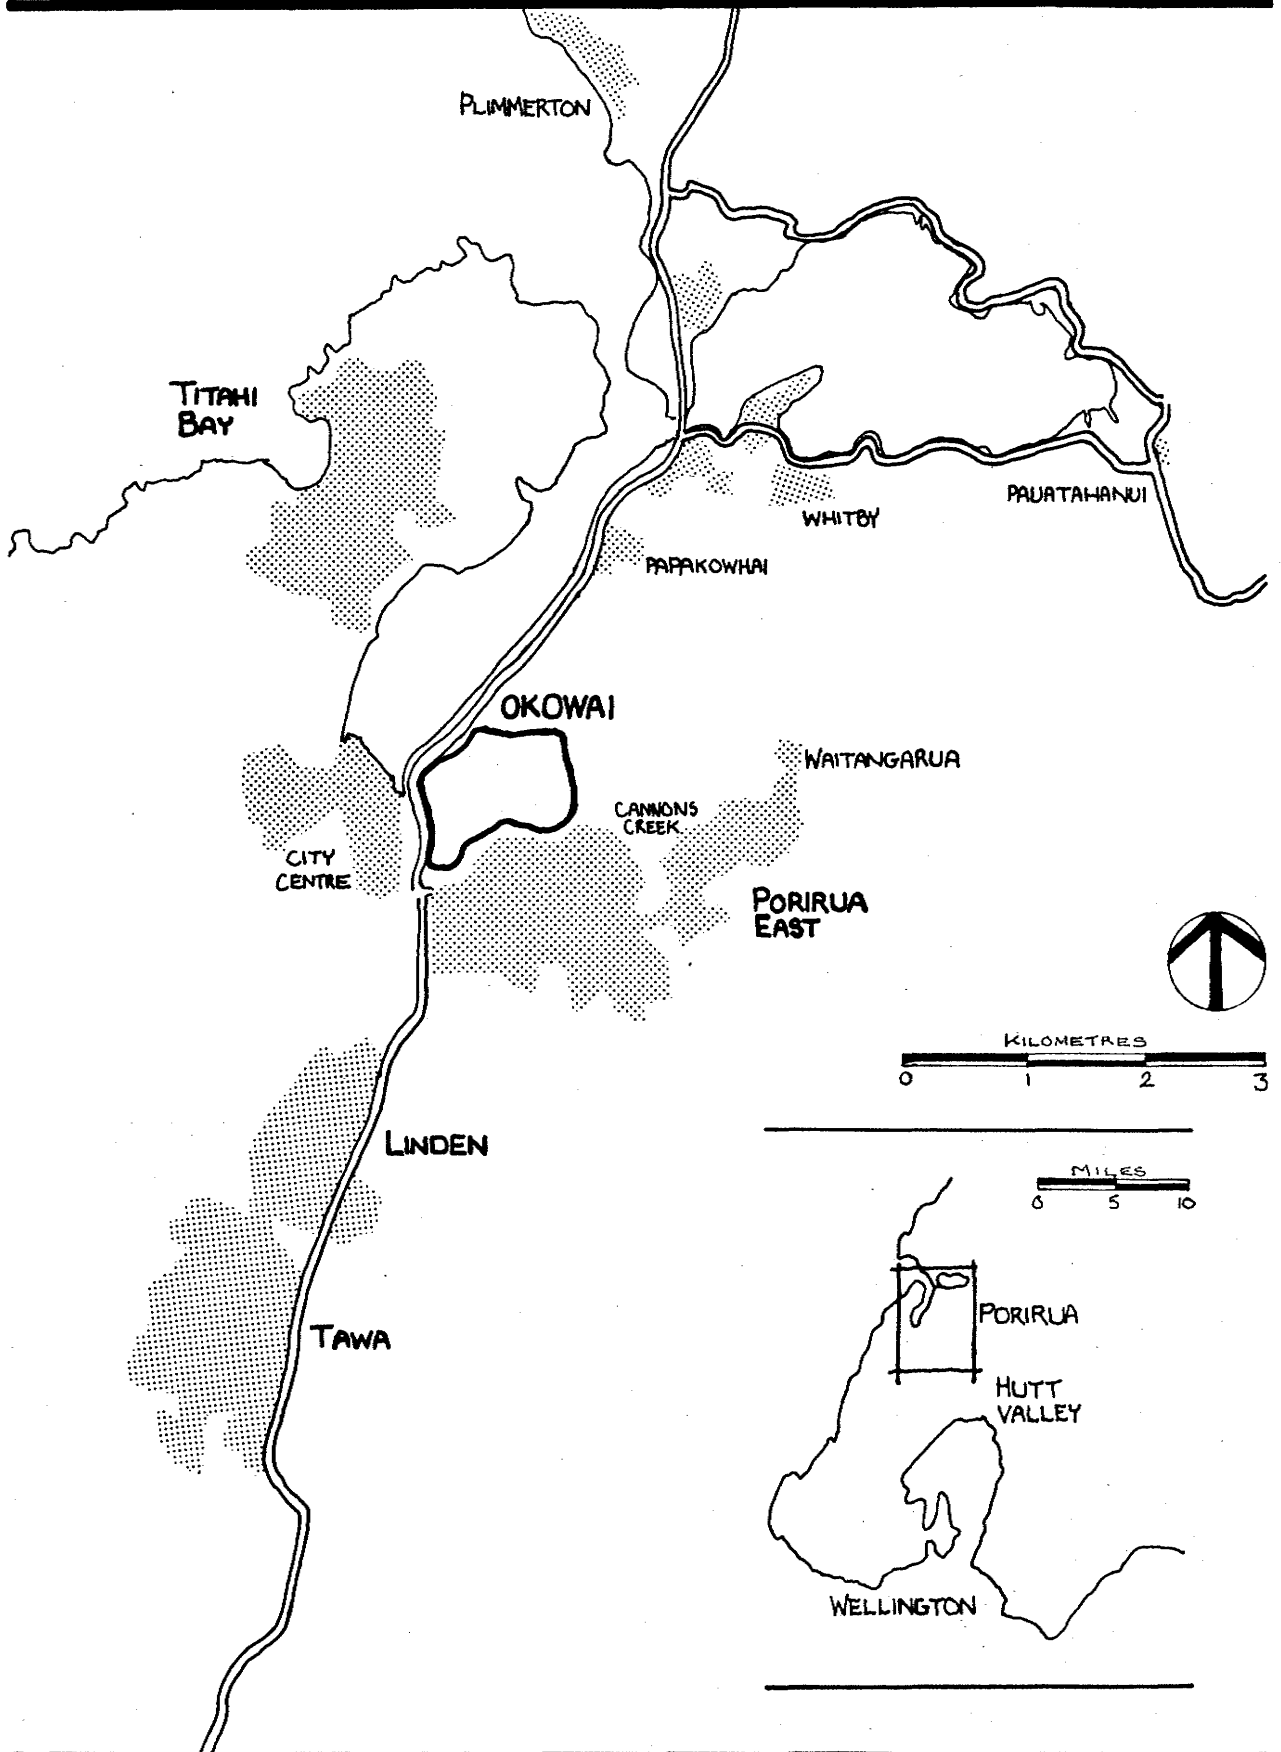 PLIMMERTON
TITAHI
BAY
PAUATAHANUI
WHITBY
PAPAKOWHAI
OKOWAI
WAITANGARUA
CANNONS
CREEK
CITY
CENTRE
PORIRUA
EAST
KILOMETRES
0 1 2 3
LINDEN
MILES
0 5 10
PORIRUA
TAWA
HUTT
VALLEY
WELLINGTON